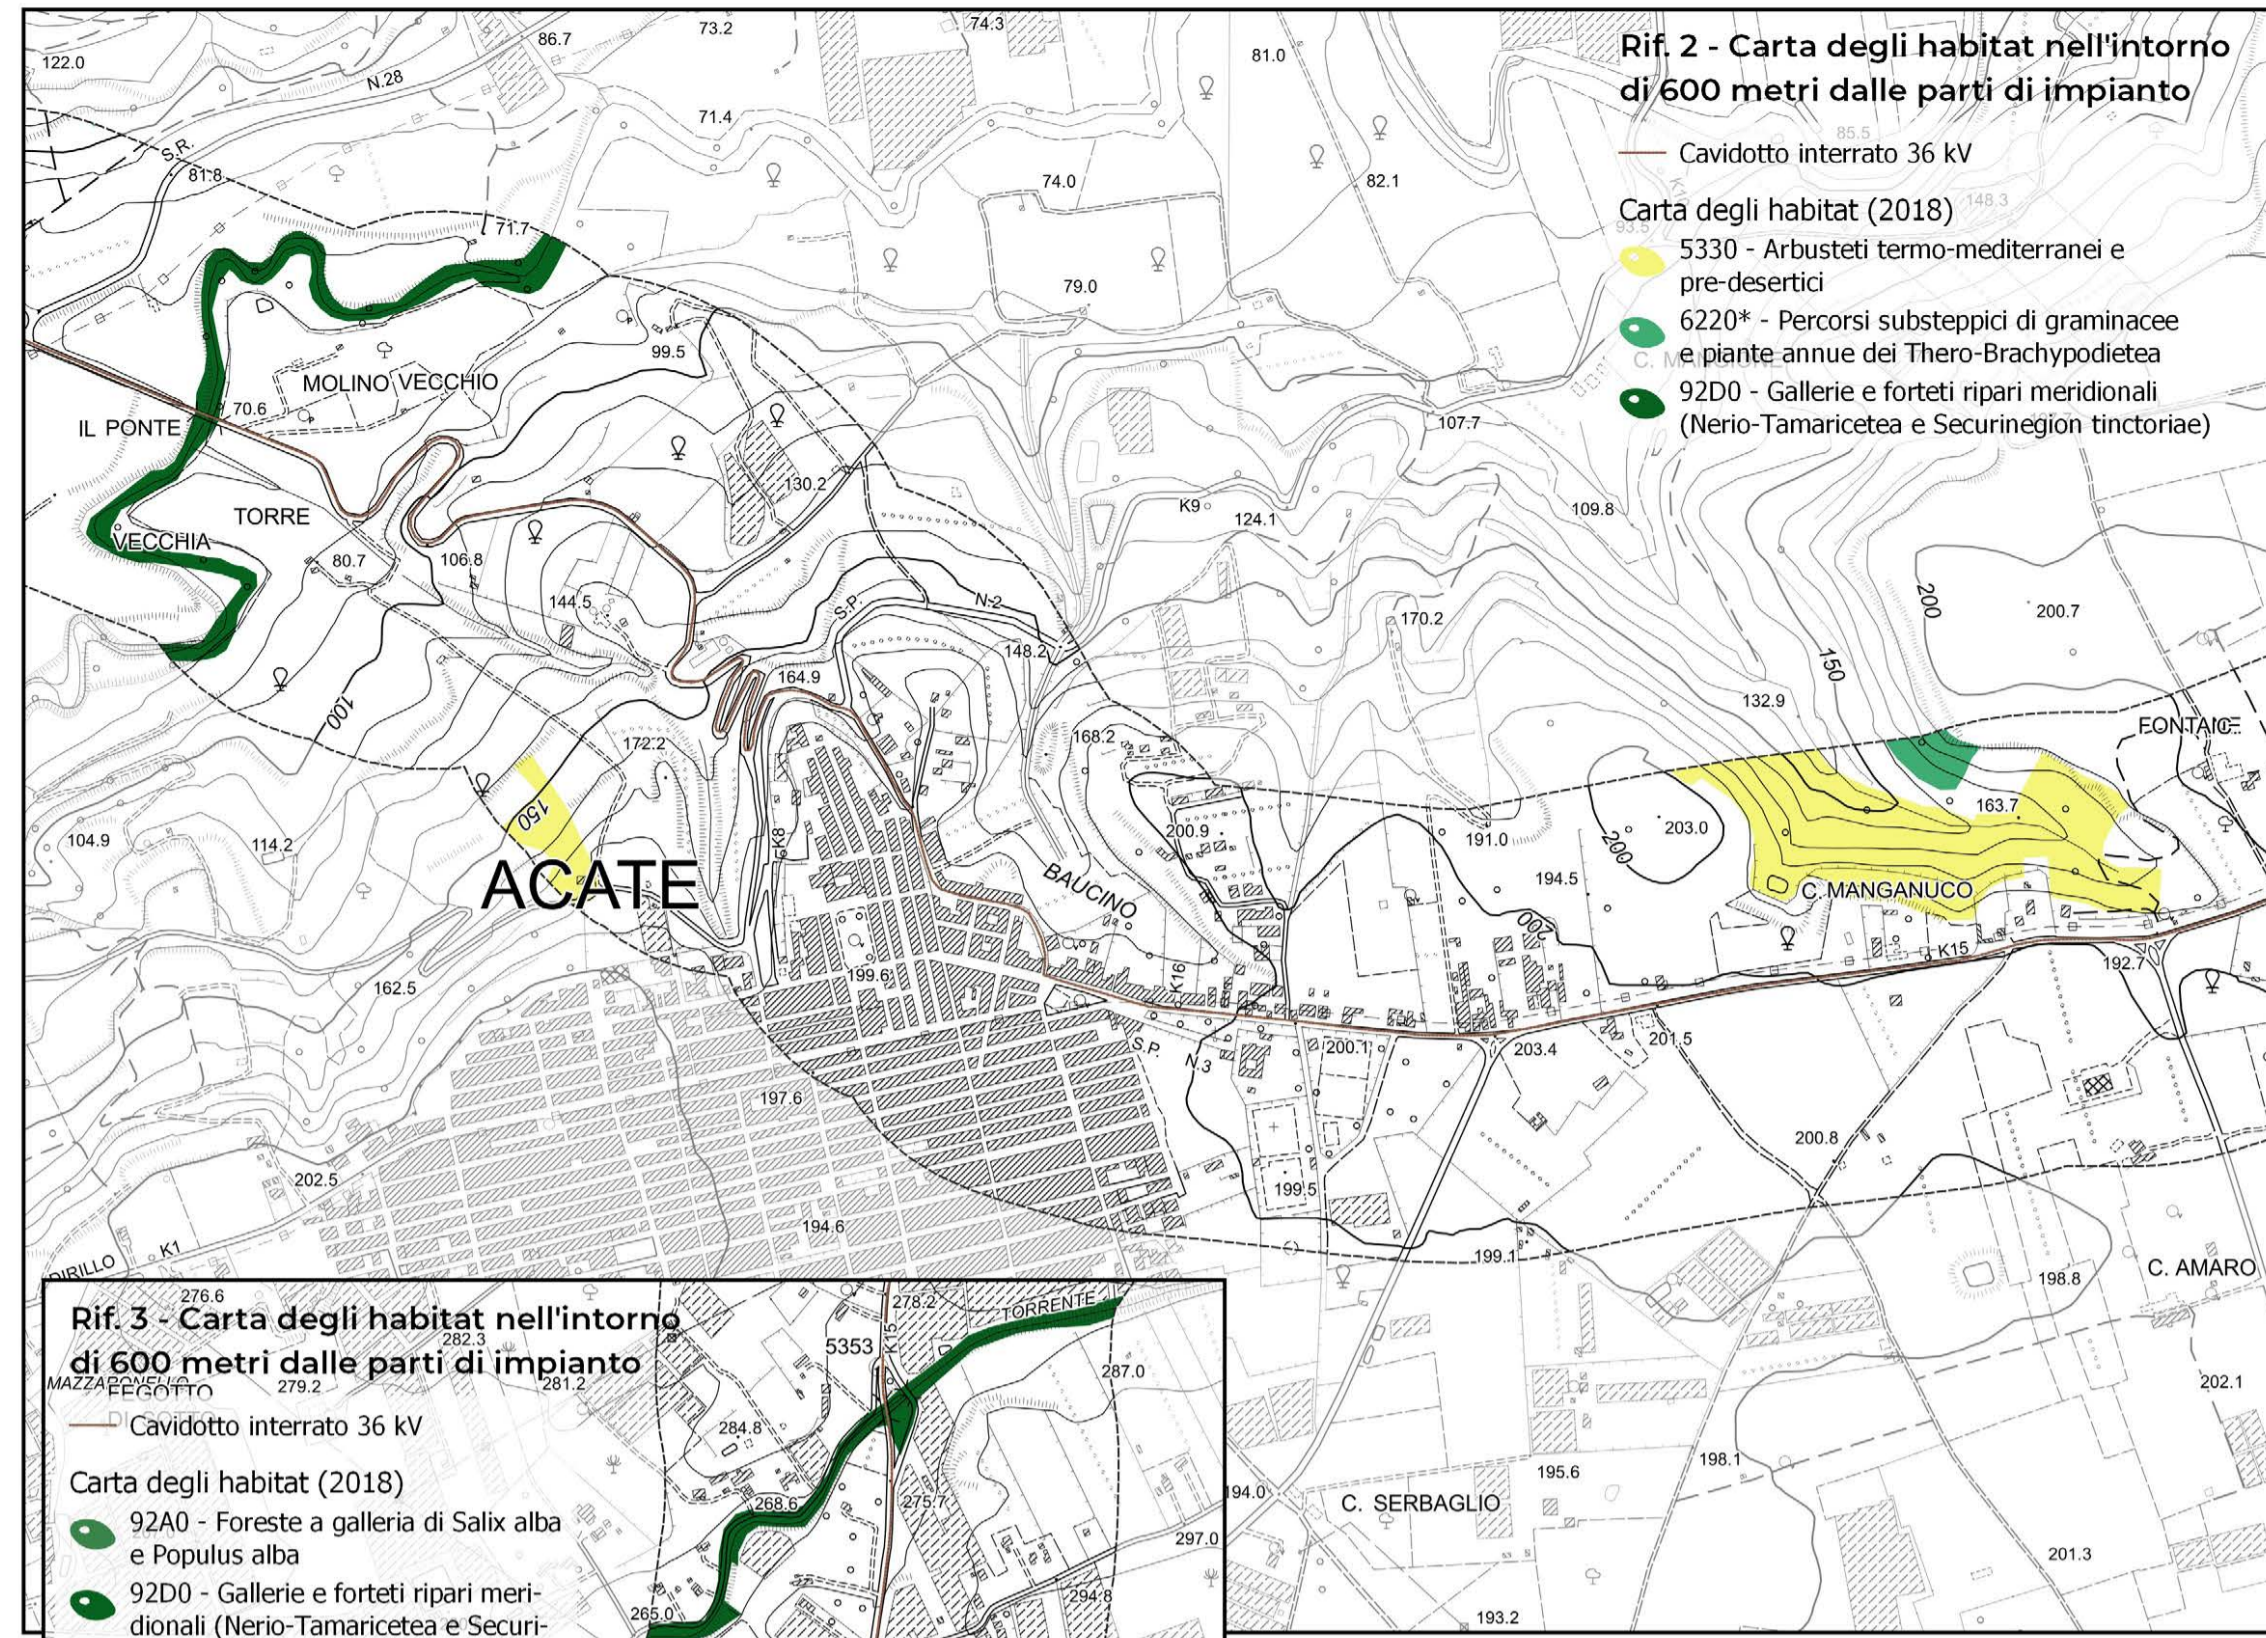 122.0
86.7
73.2
74.3
81.0
N.28
71.4
S.R.
81.8
74.0
82.1
Rif. 2 - Carta degli habitat nell'intorno
di 600 metri dalle parti di impianto
85.5
Cavidotto interrato 36 kV
Carta degli habitat (2018)
148.3
93.5
5330 - Arbusteti termo-mediterranei e
pre-desertici
6220* - Percorsi substeppici di graminacee
e piante annue dei Thero-Brachypodietea
92D0 - Gallerie e forteti ripari meridionali
(Nerio-Tamaricetea e Securinegion tinctoriae)
71.7
79.0
99.5
MOLINO VECCHIO
70.6
IL PONTE
107.7
130.2
K9
124.1
109.8
TORRE
VECCHIA
80.7
106.8
144.5
S.P.
N.2
170.2
200
200.7
148.2
150
164.9
132.9
100
172.2
168.2
FONTANE
150
104.9
114.2
K8
200.9
191.0
200
203.0
163.7
ACATE
BAUCINO
194.5
C. MANGANUCO
200
162.5
199.6
K16
K15
192.7
S.P.
N.3
200.1
203.4
201.5
197.6
200.8
202.5
199.5
194.6
199.1
K1
DIRILLO
198.8
C. AMARO
202.1
276.6
Rif. 3 - Carta degli habitat nell'intorno
282.3
di 600 metri dalle parti di impianto
MAZZARONELLO
FEGOTTO
279.2
281.2
Cavidotto interrato 36 kV
Carta degli habitat (2018)
92A0 - Foreste a galleria di Salix alba
e Populus alba
92D0 - Gallerie e forteti ripari meri-
dionali (Nerio-Tamaricetea e Securi-
278.2
TORRENTE
5353
K15
287.0
284.8
268.6
275.7
297.0
265.0
294.8
194.0
C. SERBAGLIO
195.6
198.1
201.3
193.2